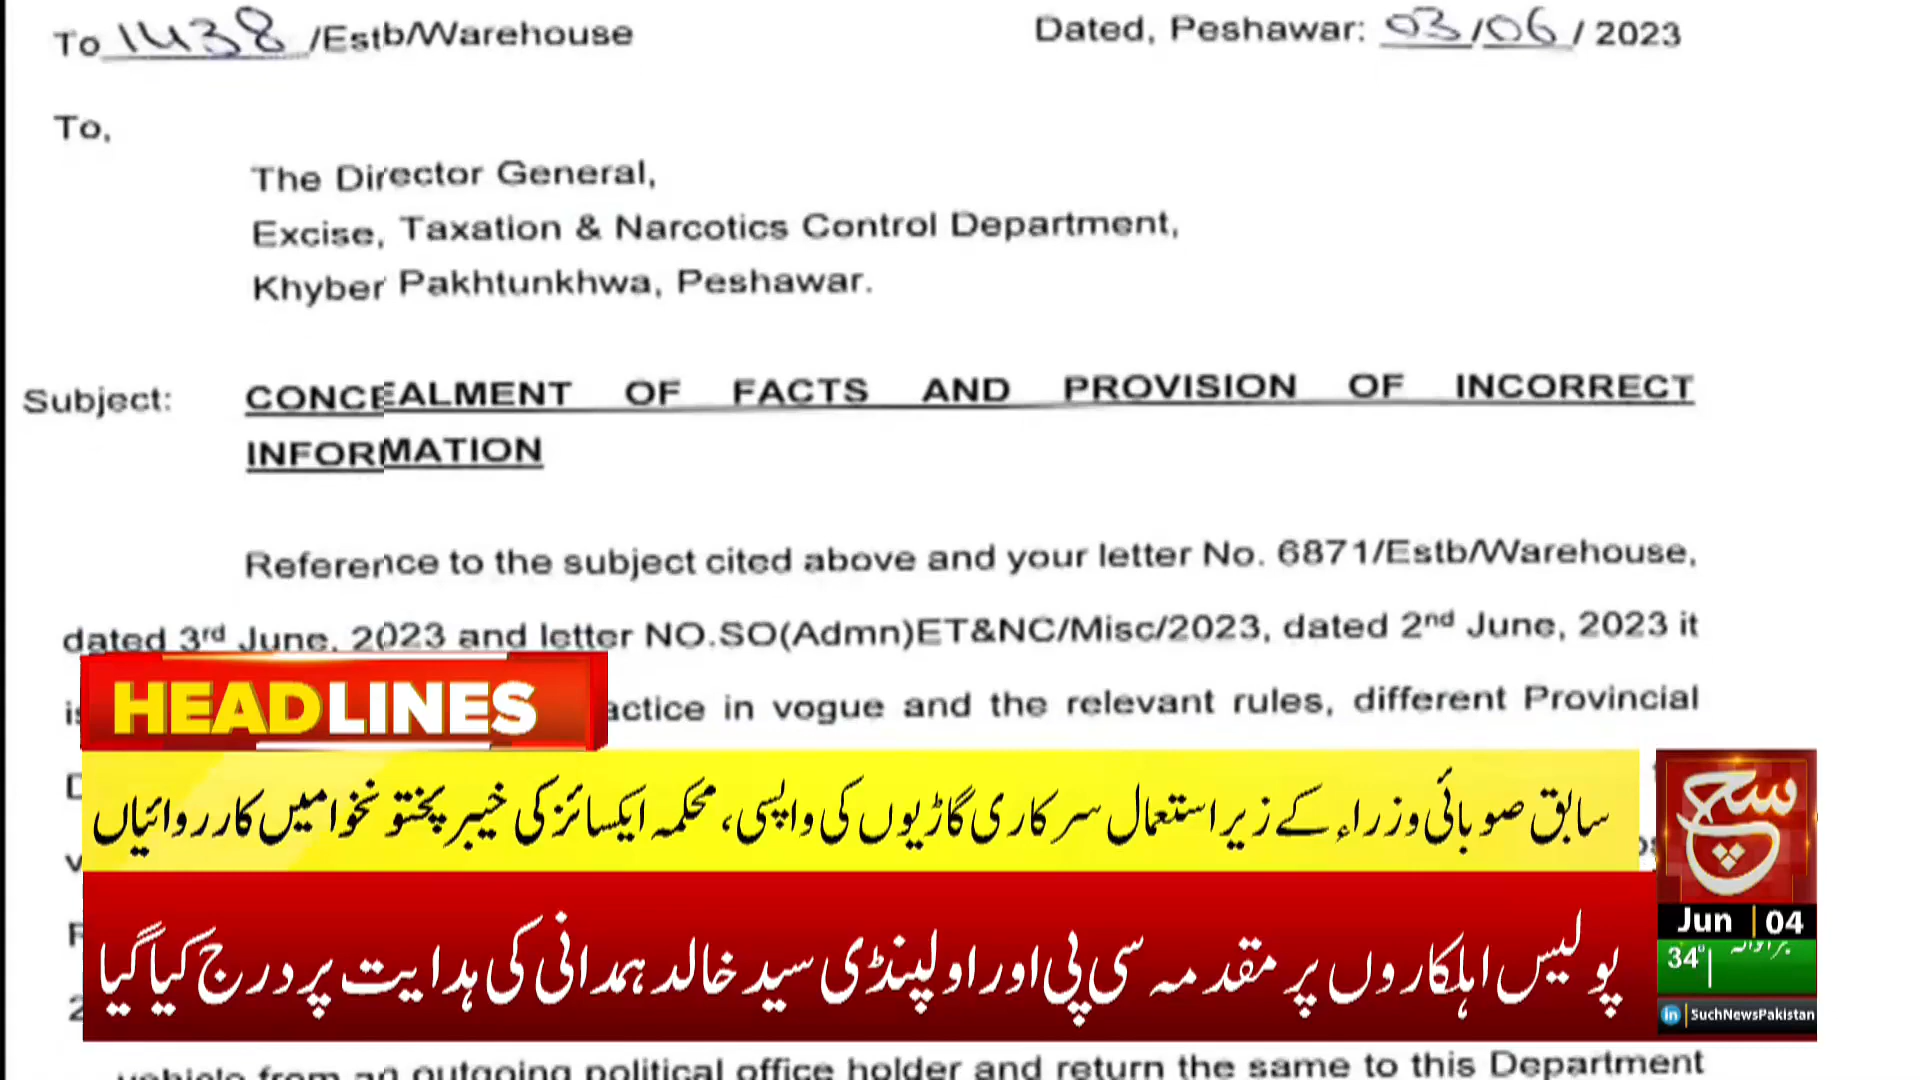 To 1438 /Estb/Warehouse
Dated, Peshawar: 03/06/2023
To,
The Director General,
Excise, Taxation & Narcotics Control Department,
Khyber Pakhtunkhwa, Peshawar.
Subject: CONCEALMENT OF FACTS AND PROVISION OF INCORRECT
INFORMATION
Reference to the subject cited above and your letter No. 6871/Estb/Warehouse,
dated 3rd June, 2023 and letter NO.SO(Admn)ET&NC/Misc/2023, dated 2nd June, 2023 it
in vogue and the relevant rules, different Provincial
HEADLINES
سابق صوبائی وزراء کے زیر استعمال سرکاری گاڑیوں کی واپسی، محکمہ ایکسائز کی خیبر پختونخوا میں کارروائیاں
پولیس اہلکاروں پر مقدمہ سی پی او راولپنڈی سید خالد ہمدانی کی ہدایت پر درج کیا گیا
سچ
Jun | 04
34°
in SuchNewsPakistan
vehicle from an outgoing political office holder and return the same to this Department